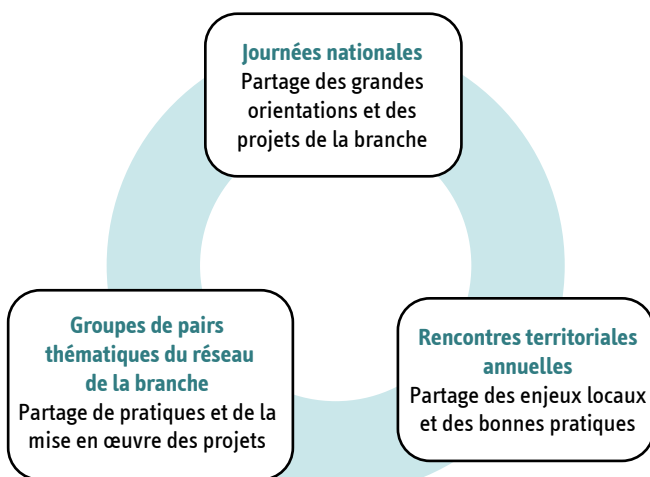 Journées nationales
Partage des grandes
orientations et des
projets de la branche
Groupes de pairs
thématiques du réseau
de la branche
Partage de pratiques et de la
mise en œuvre des projets
Rencontres territoriales
annuelles
Partage des enjeux locaux
et des bonnes pratiques